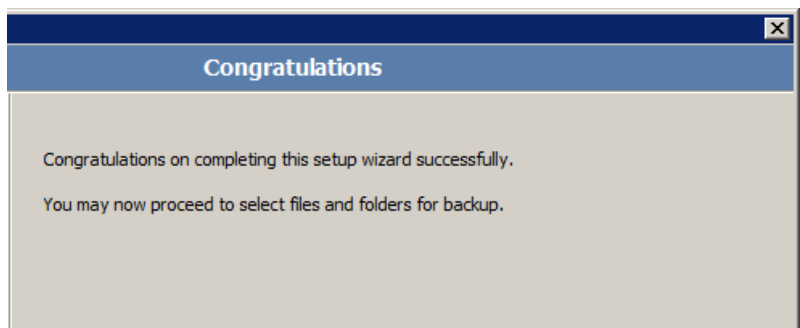 Congratulations
Congratulations on completing this setup wizard successfully.
You may now proceed to select files and folders for backup.